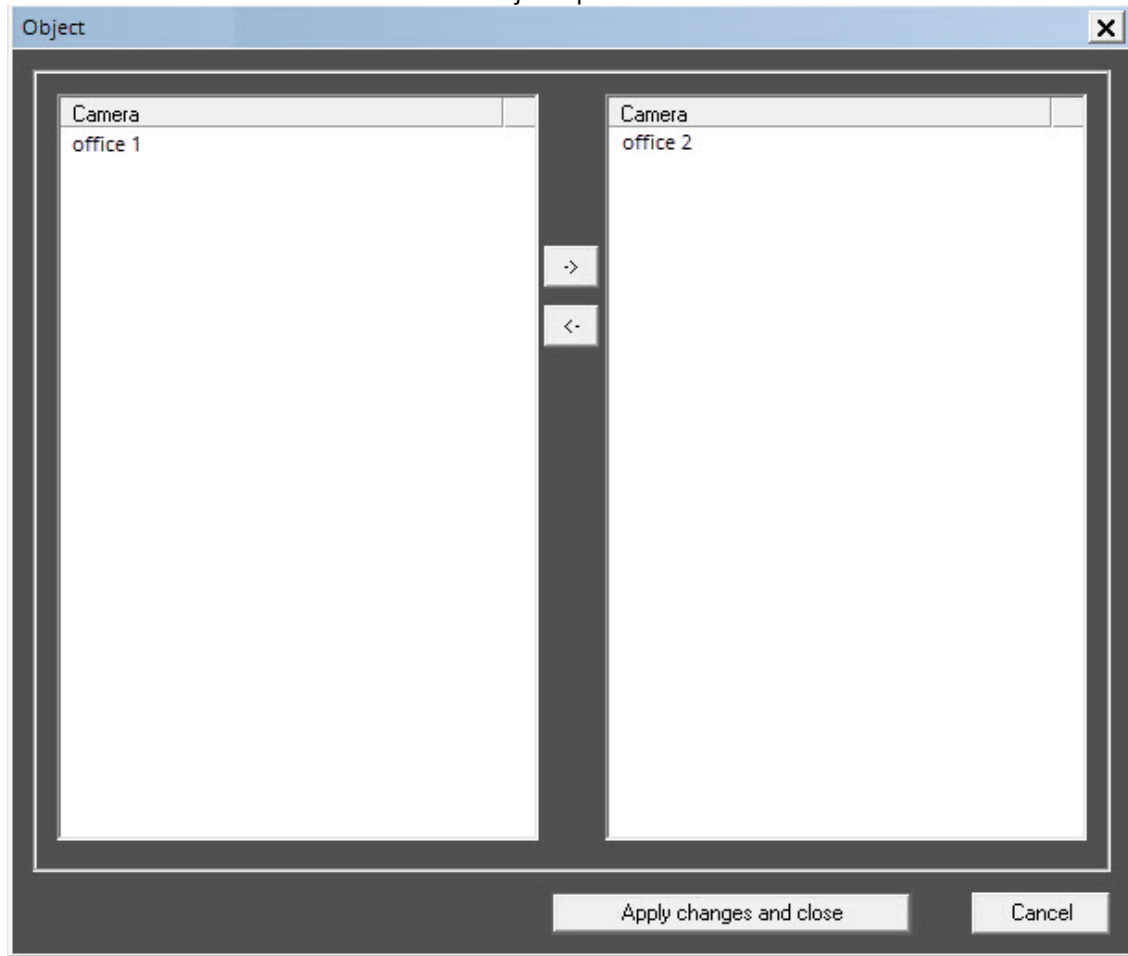 Object
Camera
office 1
Camera
office 2
->
<-
Apply changes and close
Cancel